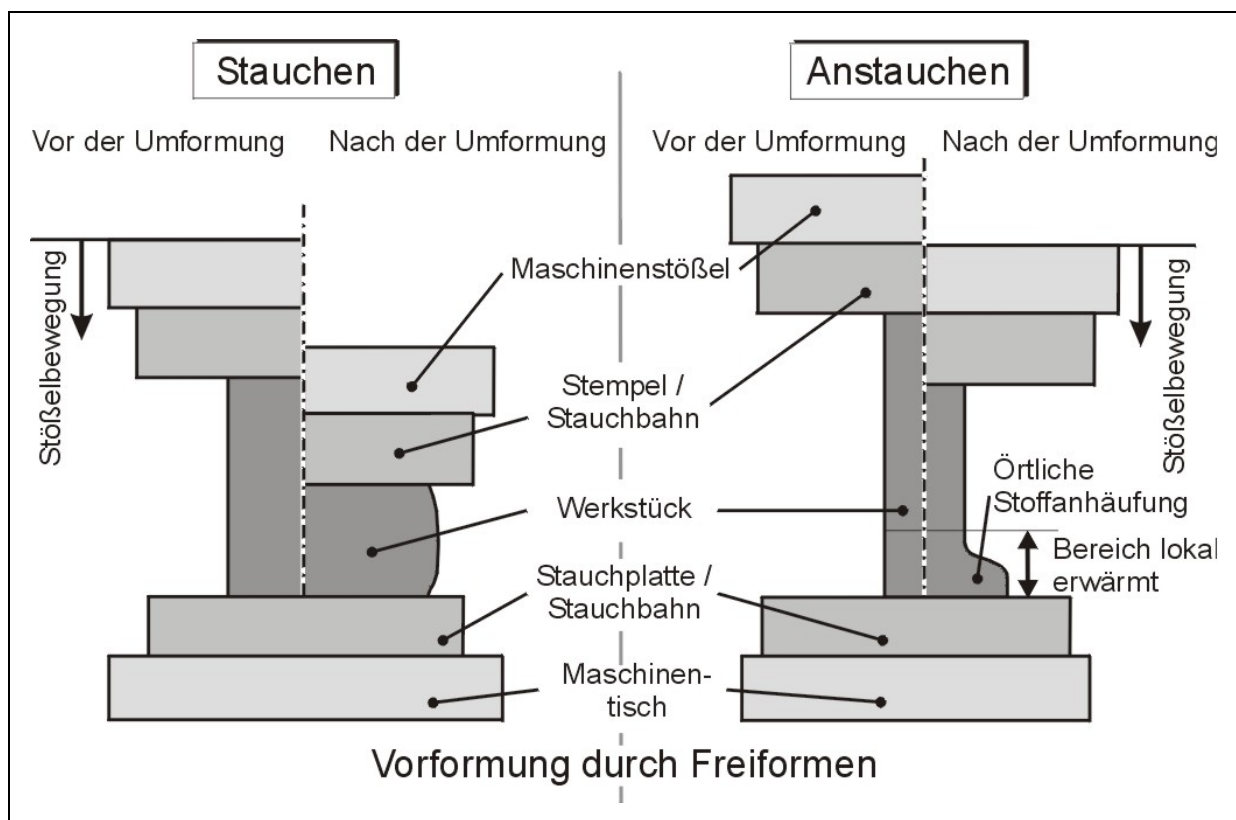 Stauchen
Anstauchen
Vor der Umformung
Nach der Umformung
Vor der Umformung
Nach der Umformung
Stößelbewegung
Maschinenstößel
Stößelbewegung
Stempel /
Stauchbahn
Örtliche
Stoffanhäufung
Werkstück
Bereich lokal
erwärmt
Stauchplatte /
Stauchbahn
Maschinen-
tisch
Vorformung durch Freiformen